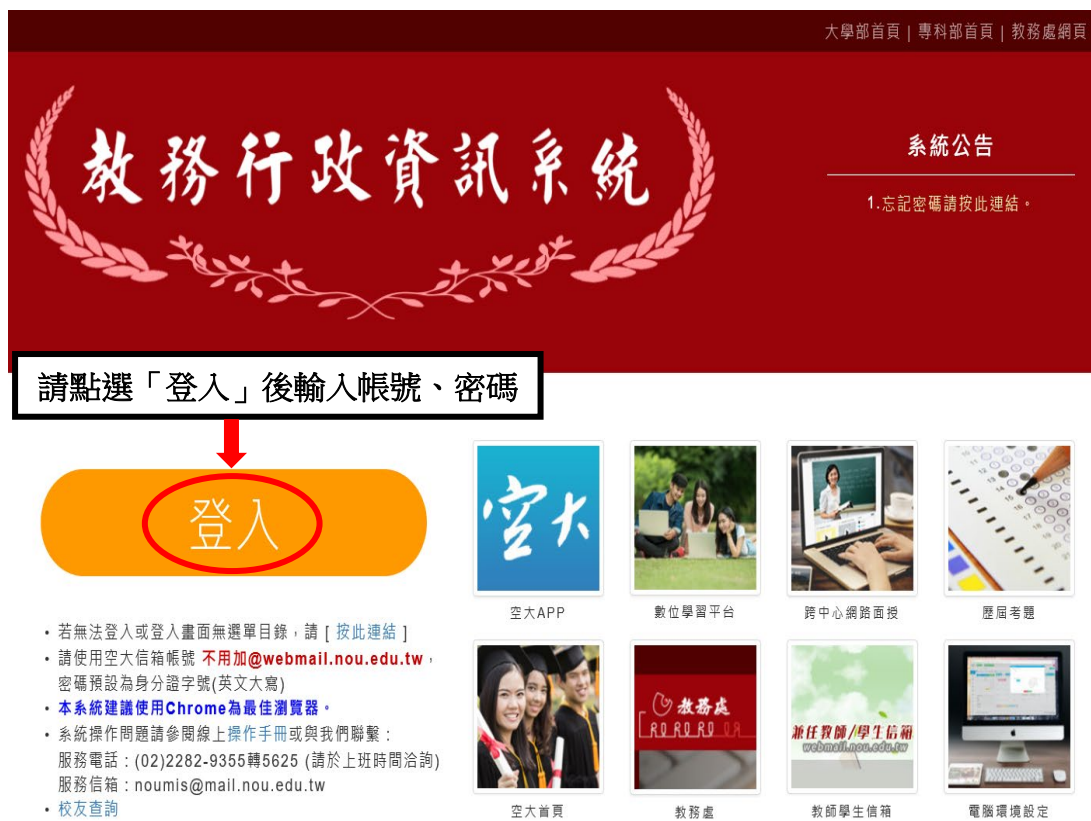 大學部首頁 | 專科部首頁 | 教務處網頁
教務行政資訊系統
系統公告
1.忘記密碼請按此連結。
請點選「登入」後輸入帳號、密碼
登入
空大
空大APP
數位學習平台
跨中心網路面授
歷屆考題
• 若無法登入或登入畫面無選單目錄，請 [ 按此連結 ]
• 請使用空大信箱帳號 不用加@webmail.nou.edu.tw，
密碼預設為身分證字號(英文大寫)
• 本系統建議使用Chrome為最佳瀏覽器。
• 系統操作問題請參閱線上操作手冊或與我們聯繫：
服務電話：(02)2282-9355轉5625 (請於上班時間洽詢)
服務信箱：noumis@mail.nou.edu.tw
• 校友查詢
教務處
兼任教師/學生信箱
webmail.nou.edu.tw
空大首頁
教務處
教師學生信箱
電腦環境設定